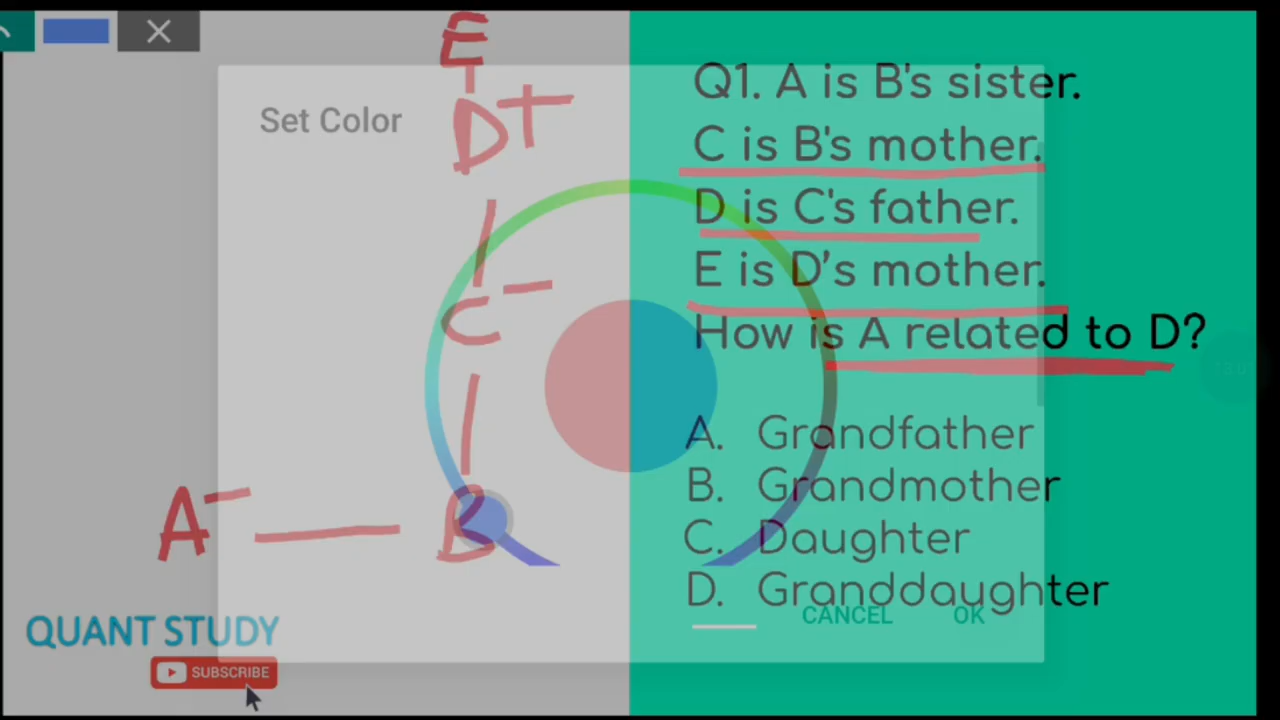 E
D+
Set Color
C-
A- — B
QUANT STUDY
SUBSCRIBE
Q1. A is B's sister.
C is B's mother.
D is C's father.
E is D’s mother.
How is A related to D?
A. Grandfather
B. Grandmother
C. Daughter
D. Granddaughter
CANCEL OK